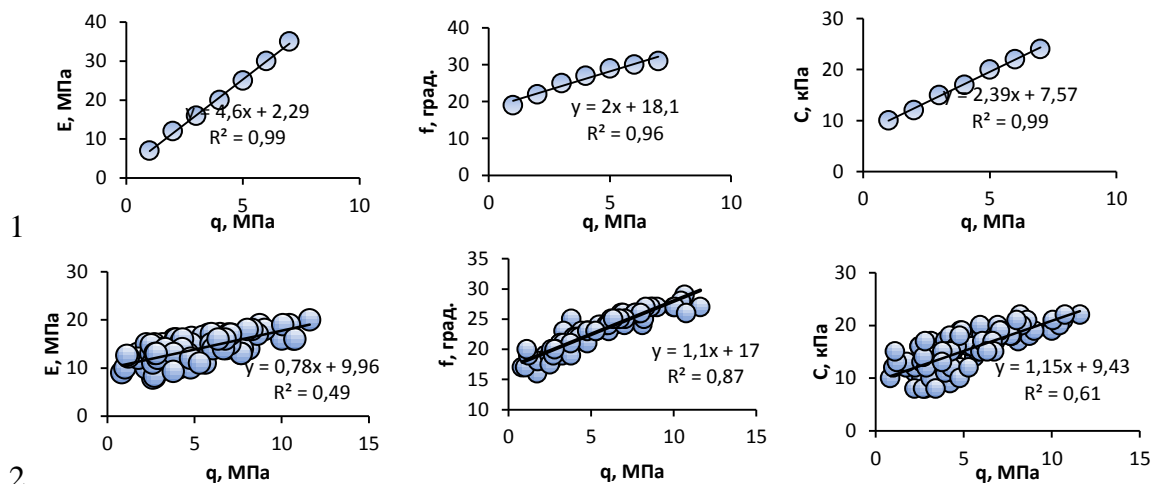 E, МПа
40
30
20
10
0
0
5
10
q, МПа
y = 4,6x + 2,29
R² = 0,99
f, град.
40
30
20
10
0
0
5
10
q, МПа
y = 2x + 18,1
R² = 0,96
C, кПа
30
20
10
0
0
5
10
q, МПа
y = 2,39x + 7,57
R² = 0,99
1
E, МПа
30
20
10
0
0
5
10
15
q, МПа
y = 0,78x + 9,96
R² = 0,49
f, град.
35
30
25
20
15
10
0
5
10
15
q, МПа
y = 1,1x + 17
R² = 0,87
C, кПа
30
20
10
0
0
5
10
15
q, МПа
y = 1,15x + 9,43
R² = 0,61
2